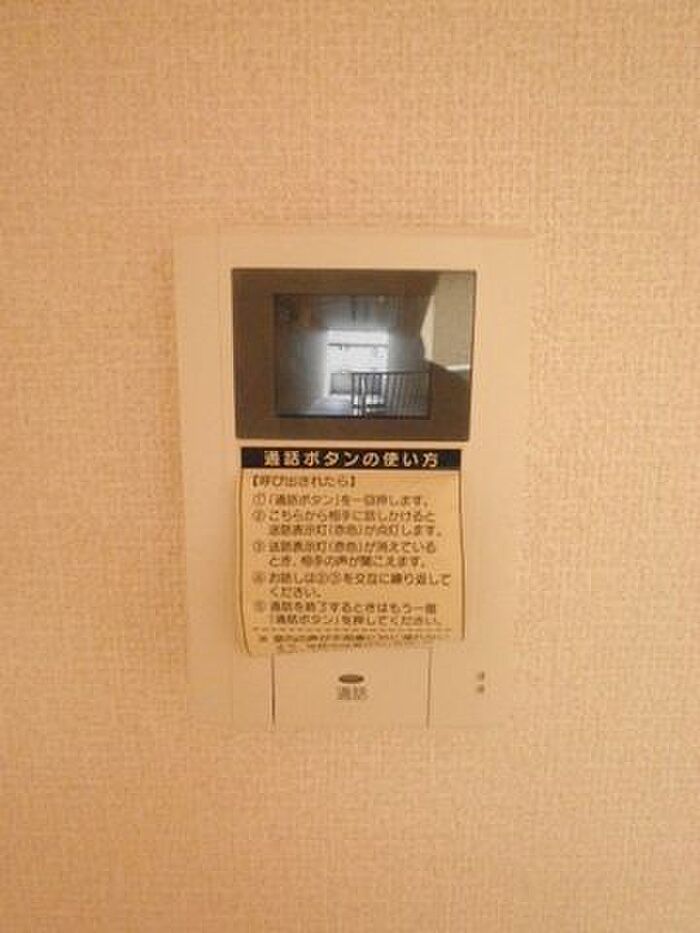 通話ボタンの使い方
【呼び出されたら】
①「通話ボタン」を一回押します。
②こちらから相手に話しかけると
送話表示灯(赤色)が点灯します。
③送話表示灯(赤色)が消えている
とき、相手の声が聞こえます。
④お話しは②③を交互に繰り返して
ください。
⑤通話を終了するときはもう一度
「通話ボタン」を押してください。
通話